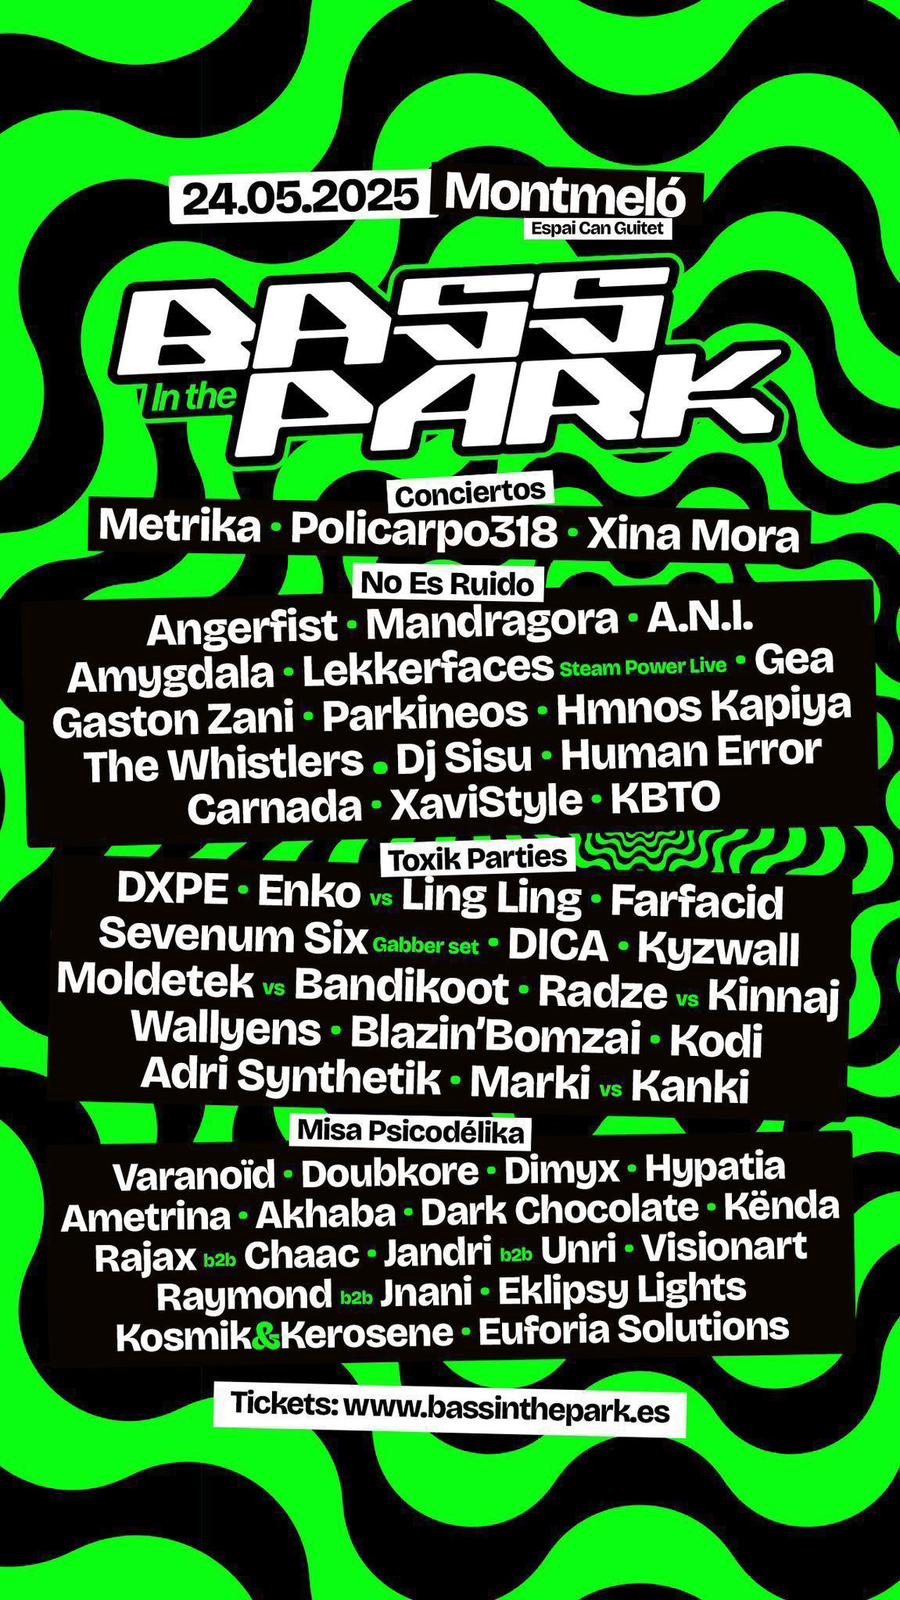 24.05.2025 Montmeló
Espai Can Guitet
BASS
In the
PARK
Conciertos
Metrika • Policarpo318 • Xina Mora
No Es Ruido
Angerfist • Mandragora • A.N.I.
Amygdala • Lekkerfaces Steam Power Live • Gea
Gaston Zani • Parkineos • Hmnos Kapiya
The Whistlers • Dj Sisu • Human Error
Carnada • XaviStyle • KBTO
Toxik Parties
DXPE • Enko vs Ling Ling • Farfacid
Sevenum Six Gabber set • DICA • Kyzwall
Moldetek vs Bandikoot • Radze vs Kinnaj
Wallyens • Blazin'Bomzai • Kodi
Adri Synthetik • Marki vs Kanki
Misa Psicodélika
Varanoïd • Doubkore • Dimyx • Hypatia
Ametrina • Akhaba • Dark Chocolate • Kënda
Rajax b2b Chaac • Jandri b2b Unri • Visionart
Raymond b2b Jnani • Eklipsy Lights
Kosmik&Kerosene • Euforia Solutions
Tickets: www.bassinthepark.es